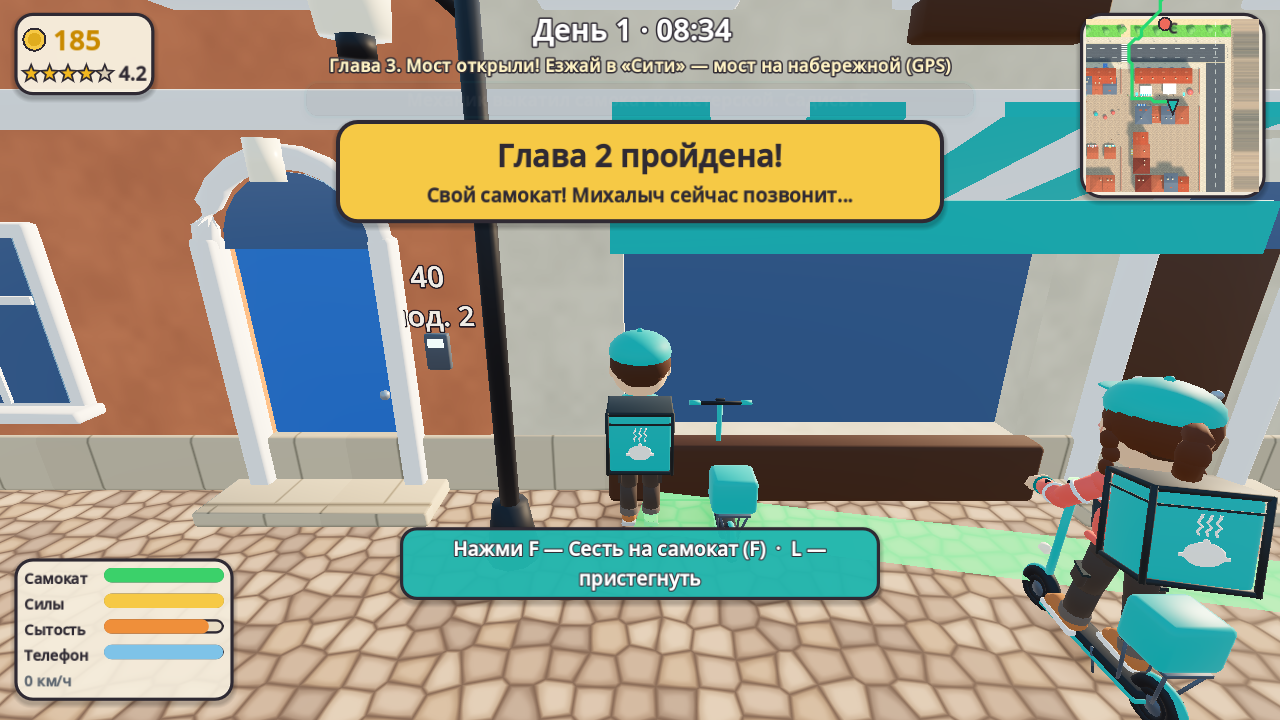 185
4.2
День 1 · 08:34
Глава 3. Мост открыли! Езжай в «Сити» — мост на набережной (GPS)
Глава 2 пройдена!
Свой самокат! Михалыч сейчас позвонит...
40
под. 2
Нажми F — Сесть на самокат (F) · L —
пристегнуть
Самокат
Силы
Сытость
Телефон
0 км/ч